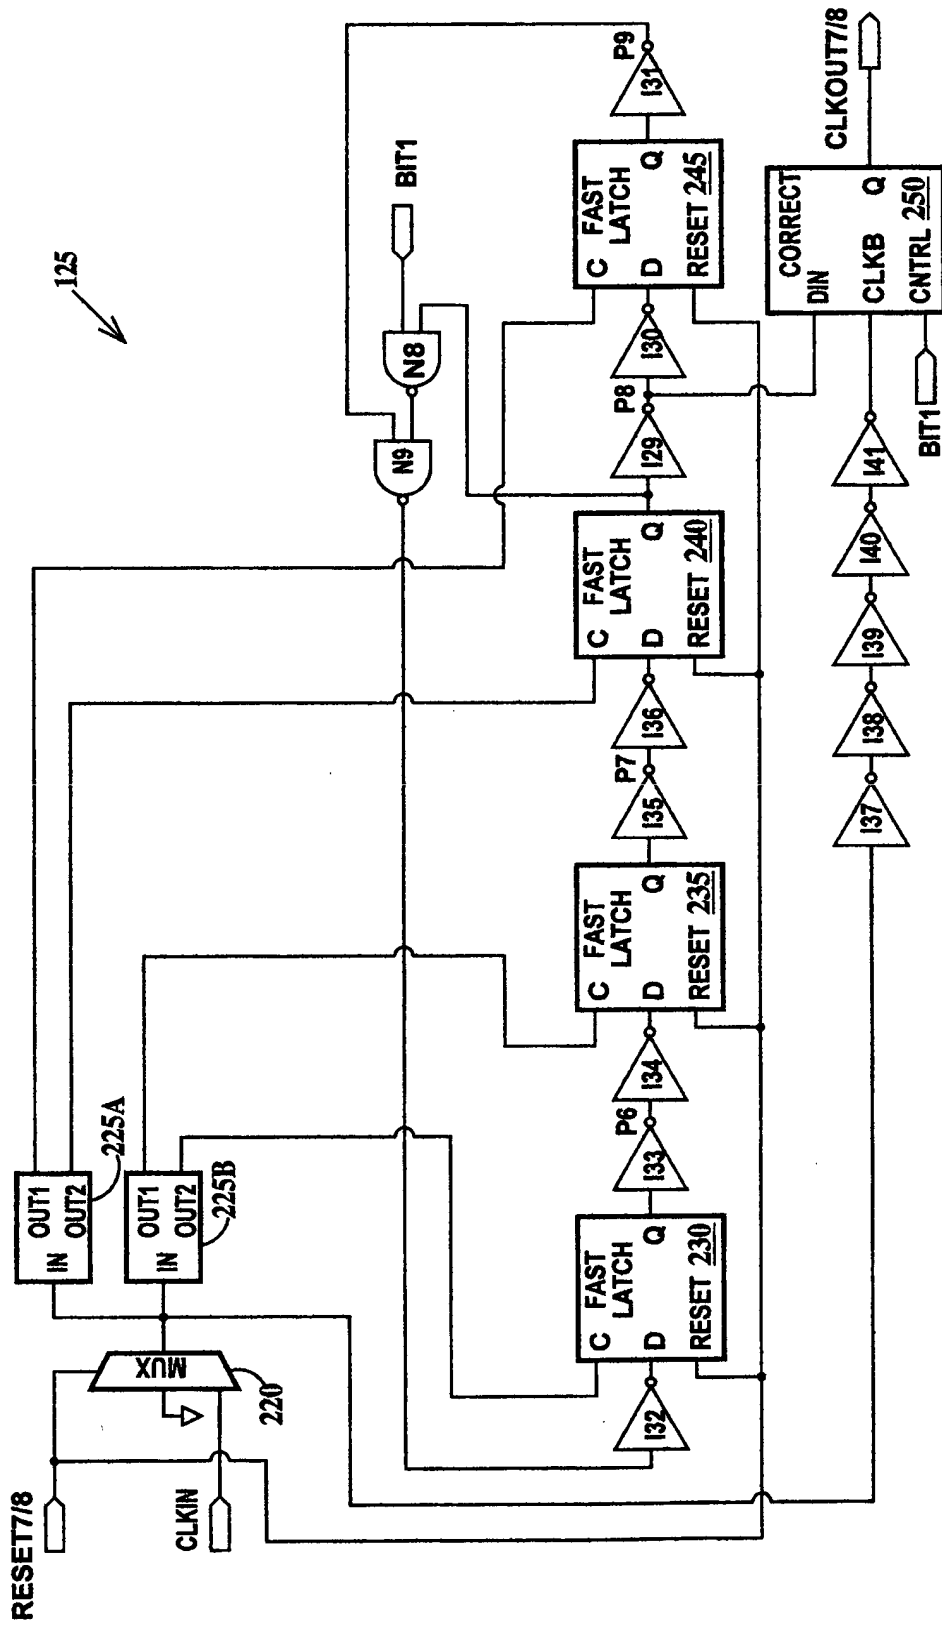 125
RESET7/8
CLKIN
MUX
220
IN
OUT1
OUT2
225A
IN
OUT1
OUT2
225B
N9
N8
BIT1
I32
FAST
LATCH
C
D
Q
RESET 230
I33
P6
I34
FAST
LATCH
C
D
Q
RESET 235
I35
P7
I36
FAST
LATCH
C
D
Q
RESET 240
I29
P8
I30
FAST
LATCH
C
D
Q
RESET 245
I31
P9
I37
I38
I39
I40
I41
BIT1
CORRECT
DIN
CLKB
Q
CNTRL 250
CLKOUT7/8